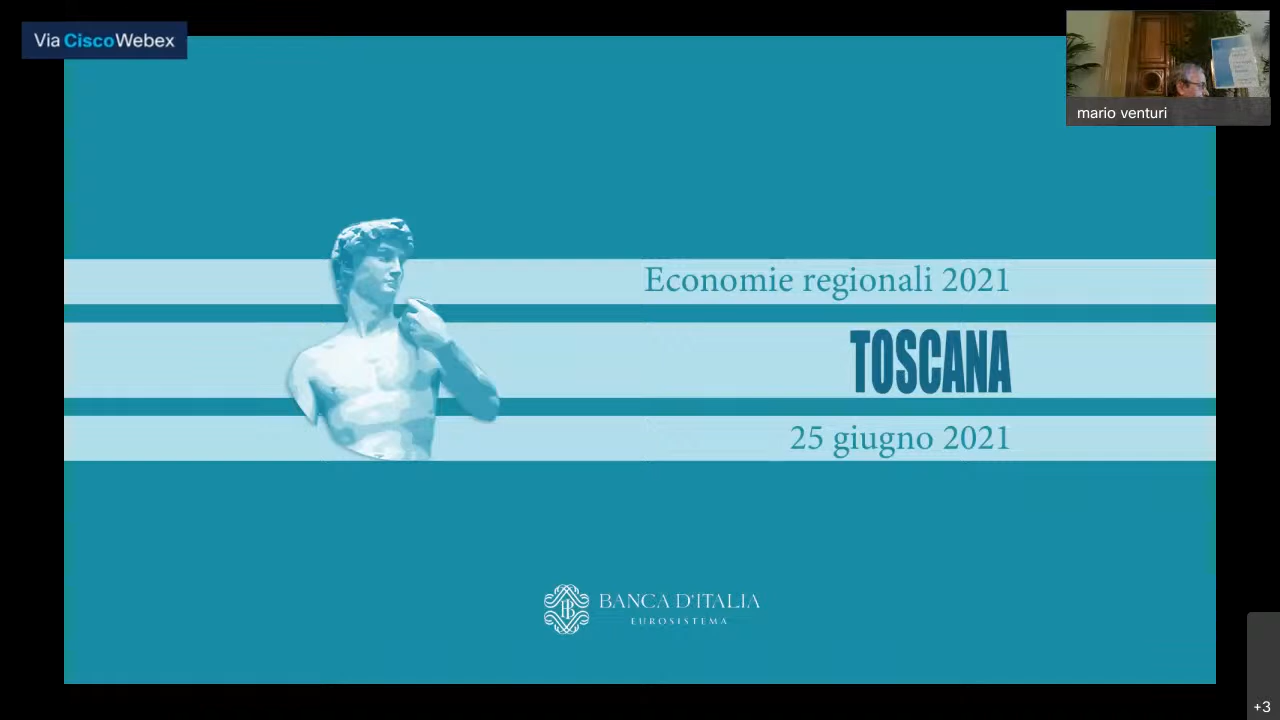 Via CiscoWebex
mario venturi
Economie regionali 2021
TOSCANA
25 giugno 2021
BANCA D'ITALIA
EUROSISTEMA
+3